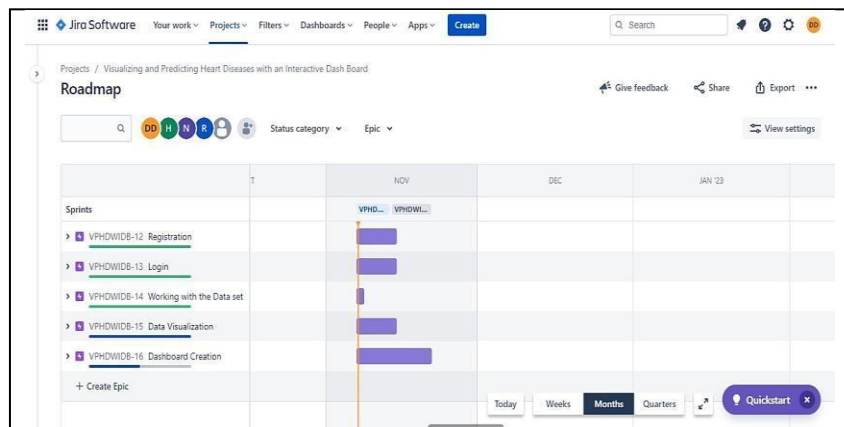 Jira Software Your work Projects Filters Dashboards People Apps Create Search DD
Projects / Visualizing and Predicting Heart Diseases with an Interactive Dash Board
Roadmap Give feedback Share Export
DD H N R Status category Epic View settings
T NOV DEC JAN '23
Sprints VPHD... VPHDWI...
VPHDWIDB-12 Registration
VPHDWIDB-13 Login
VPHDWIDB-14 Working with the Data set
VPHDWIDB-15 Data Visualization
VPHDWIDB-16 Dashboard Creation
+ Create Epic
Today Weeks Months Quarters Quickstart